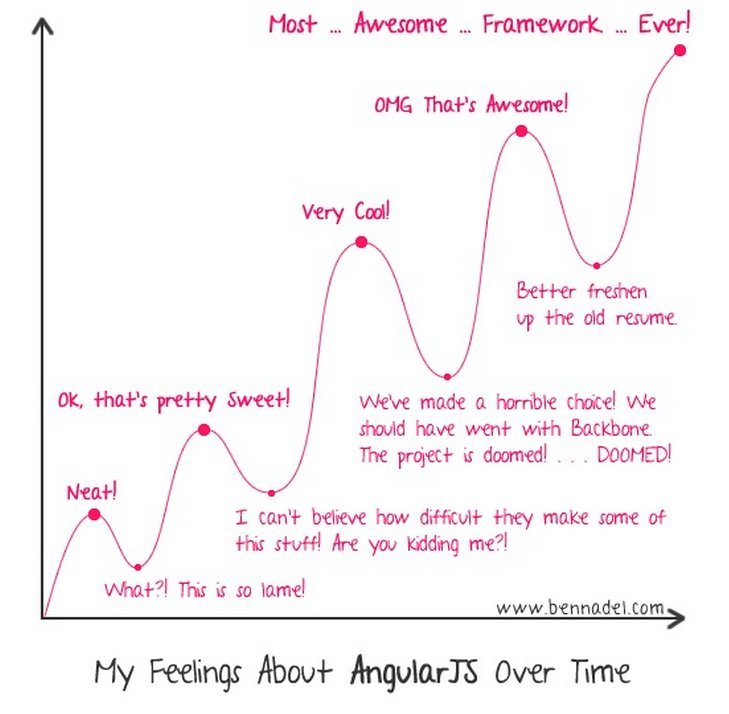 Most ... Awesome ... Framework. ... Ever!
OMG That's Awesome!
Very Cool!
Better freshen
up the old resume.
Ok, that's pretty Sweet!
We've made a horrible choice! We
should have went with Backbone.
The project is doomed! . . . DOOMED!
Neat!
I can't believe how difficult they make some of
this stuff! Are you kidding me?!
What?! This is so lame!
www.bennadel.com
My Feelings About AngularJS Over Time